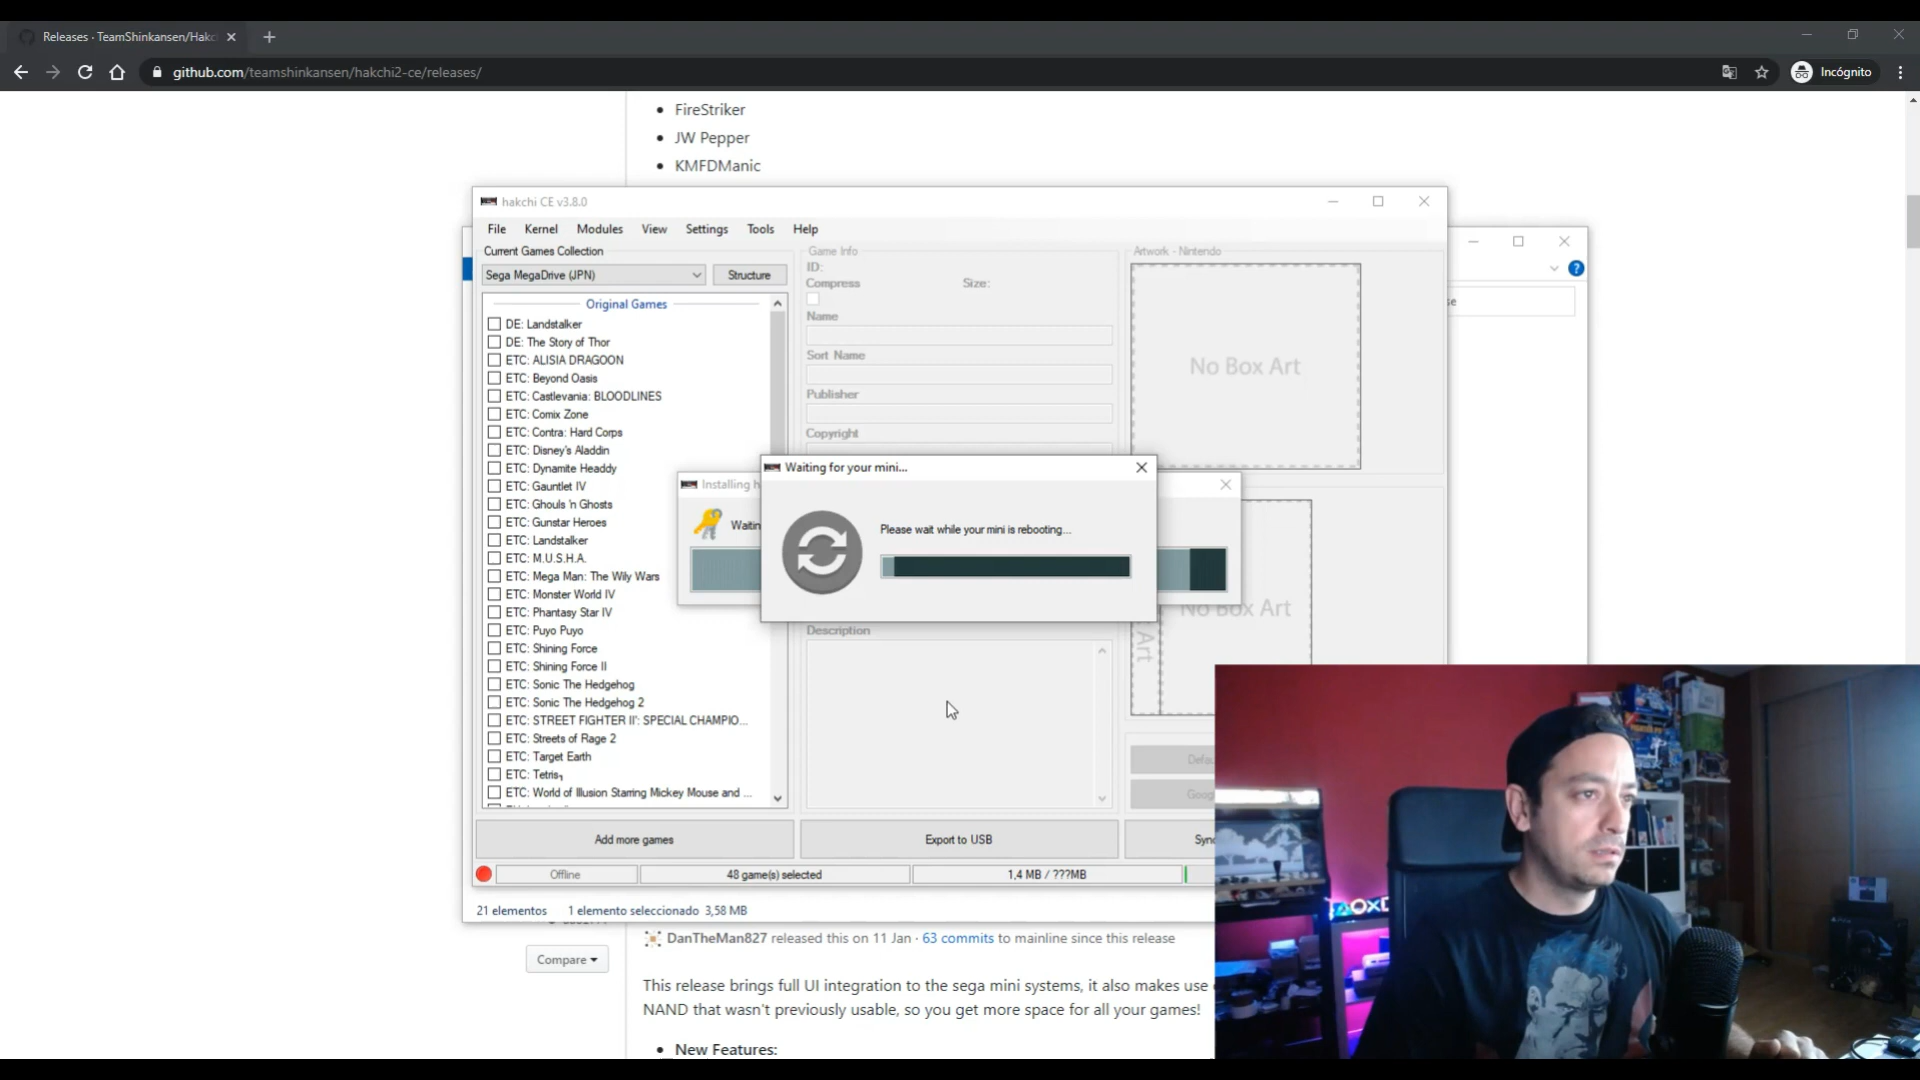 Releases · TeamShinkansen/Hakc
github.com/teamshinkansen/hakchi2-ce/releases/
Incógnito
FireStriker
JW Pepper
KMFDManic
hakchi CE v3.8.0
File Kernel Modules View Settings Tools Help
Current Games Collection
Sega MegaDrive (JPN)
Structure
Original Games
DE: Landstalker
DE: The Story of Thor
ETC: ALISIA DRAGOON
ETC: Beyond Oasis
ETC: Castlevania: BLOODLINES
ETC: Comix Zone
ETC: Contra: Hard Corps
ETC: Disney's Aladdin
ETC: Dynamite Headdy
ETC: Gauntlet IV
ETC: Ghouls 'n Ghosts
ETC: Gunstar Heroes
ETC: Landstalker
ETC: M.U.S.H.A.
ETC: Mega Man: The Wily Wars
ETC: Monster World IV
ETC: Phantasy Star IV
ETC: Puyo Puyo
ETC: Shining Force
ETC: Shining Force II
ETC: Sonic The Hedgehog
ETC: Sonic The Hedgehog 2
ETC: STREET FIGHTER II': SPECIAL CHAMPIO...
ETC: Streets of Rage 2
ETC: Target Earth
ETC: Tetris
ETC: World of Illusion Starring Mickey Mouse and ...
Game Info
ID:
Compress
Size:
Name
Sort Name
Publisher
Copyright
Description
Artwork - Nintendo
No Box Art
No Box Art
Art
Installing h
Waitin
Waiting for your mini...
Please wait while your mini is rebooting...
se
Defau
Googl
Add more games
Export to USB
Sync
Offline
48 game(s) selected
1,4 MB / ???MB
21 elementos 1 elemento seleccionado 3,58 MB
DanTheMan827 released this on 11 Jan · 63 commits to mainline since this release
Compare
This release brings full UI integration to the sega mini systems, it also makes use
NAND that wasn't previously usable, so you get more space for all your games!
New Features: